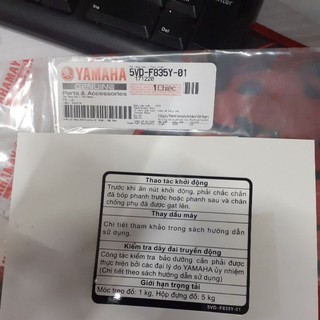 YAMAHA
5VD-F835Y-01
171220
GENUINE
Parts & Accessories
1Chiếc
YAMAHA
Thao tác khởi động
Trước khi ấn nút khởi động, phải chắc chắn
đã bóp phanh trước hoặc phanh sau và chân
chống phụ đã được gạt lên.
Thay dầu máy
Chi tiết tham khảo trong sách hướng dẫn
sử dụng.
Kiểm tra dây đai truyền động
Công tác kiểm tra bảo dưỡng cần phải được
thực hiện bởi các đại lý do YAMAHA ủy nhiệm
(Chi tiết theo sách hướng dẫn sử dụng).
Giới hạn trọng tải
Móc treo đồ: 1 kg, Hộp đựng đồ: 5 kg
5VD-F835Y-01